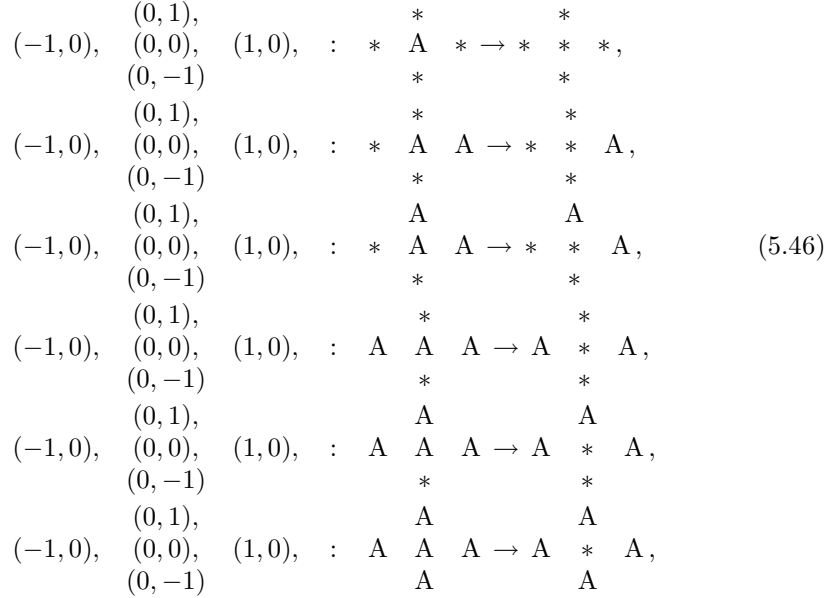 (0, 1), * *
(−1, 0), (0, 0), (1, 0), : * A * → * * *,
(0, −1) * *
(0, 1), * *
(−1, 0), (0, 0), (1, 0), : * A A → * * A,
(0, −1) * *
(0, 1), A A
(−1, 0), (0, 0), (1, 0), : * A A → * * A, (5.46)
(0, −1) * *
(0, 1), * *
(−1, 0), (0, 0), (1, 0), : A A A → A * A,
(0, −1) * *
(0, 1), A A
(−1, 0), (0, 0), (1, 0), : A A A → A * A,
(0, −1) * *
(0, 1), A A
(−1, 0), (0, 0), (1, 0), : A A A → A * A,
(0, −1) A A